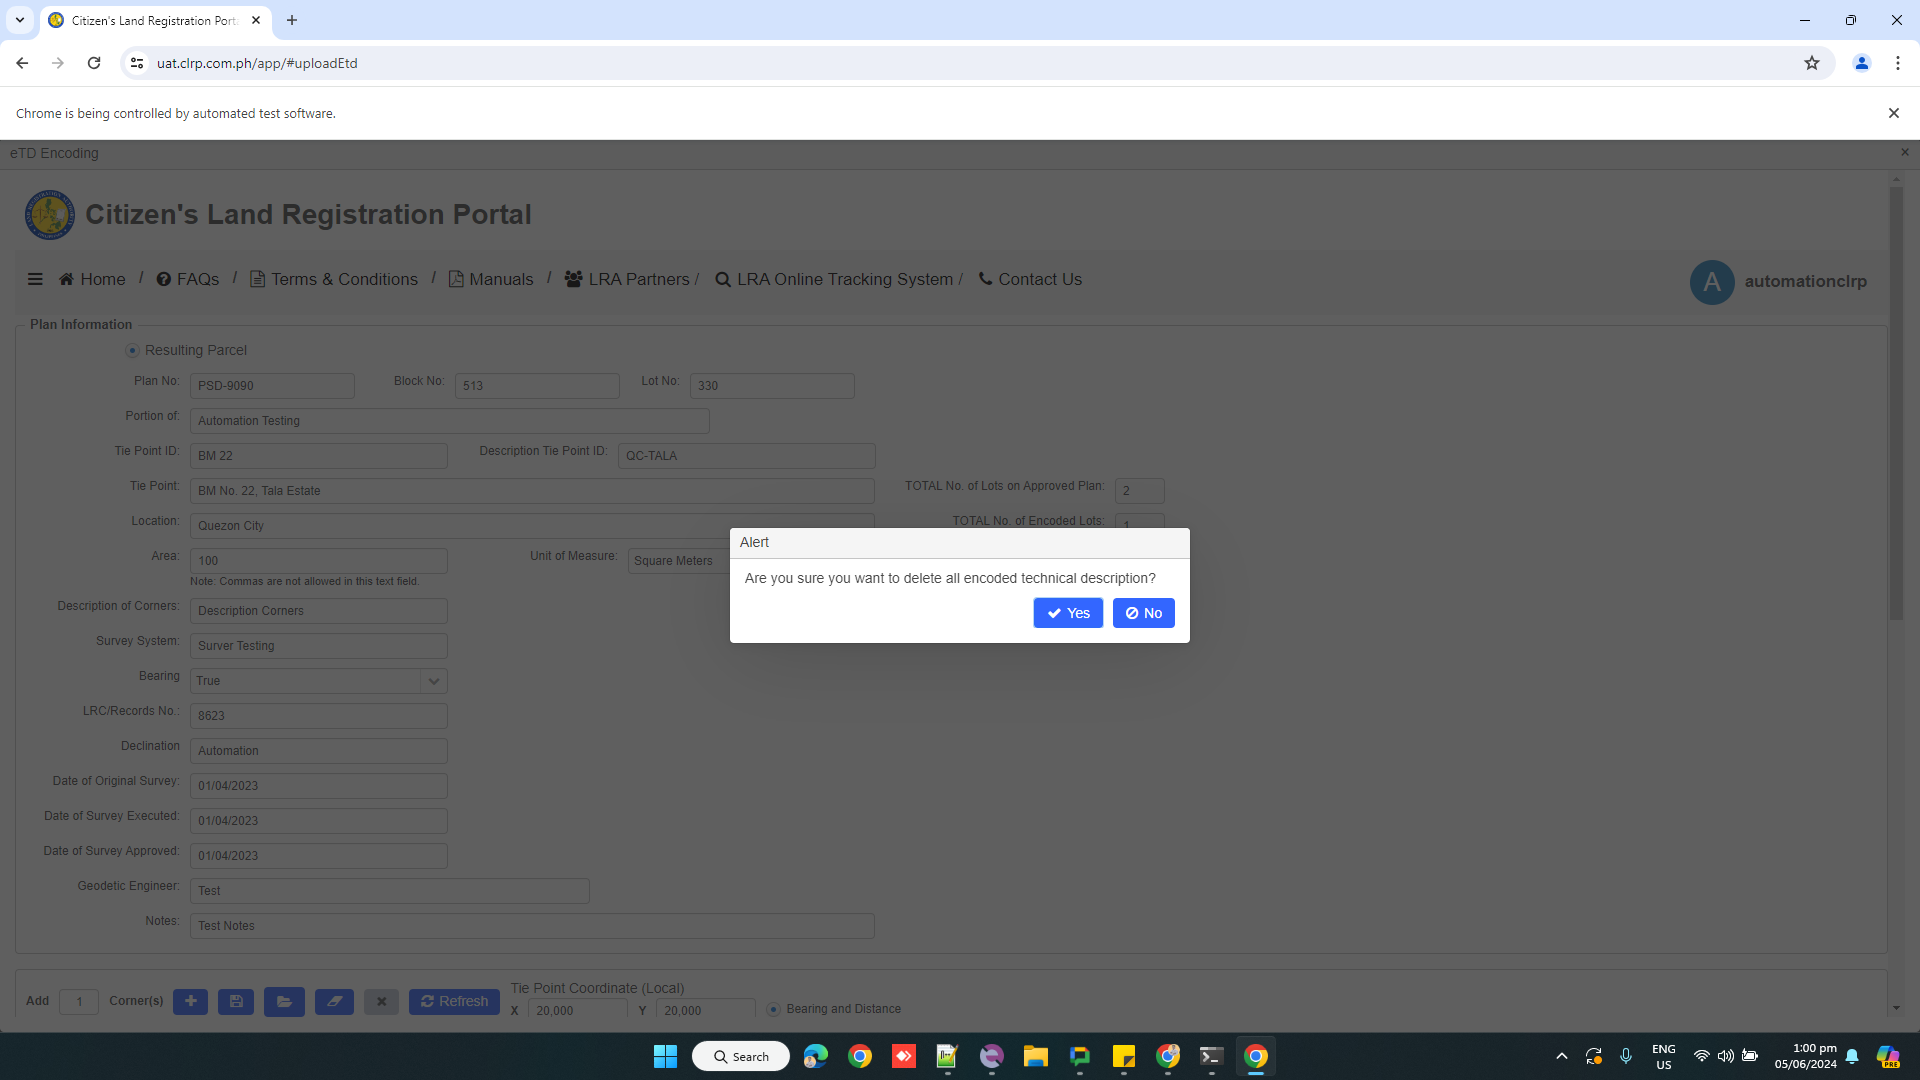 Citizen's Land Registration Porta
uat.clrp.com.ph/app/#uploadEtd
Chrome is being controlled by automated test software.
eTD Encoding
Citizen's Land Registration Portal
Home / FAQs / Terms & Conditions / Manuals / LRA Partners / LRA Online Tracking System / Contact Us
A automationclrp
Plan Information
Resulting Parcel
Plan No: PSD-9090 Block No: 513 Lot No: 330
Portion of: Automation Testing
Tie Point ID: BM 22 Description Tie Point ID: QC-TALA
Tie Point: BM No. 22, Tala Estate TOTAL No. of Lots on Approved Plan: 2
Location: Quezon City TOTAL No. of Encoded Lots: 1
Area: 100 Unit of Measure: Square Meters
Note: Commas are not allowed in this text field.
Alert
Are you sure you want to delete all encoded technical description?
Yes No
Description of Corners: Description Corners
Survey System: Surver Testing
Bearing True
LRC/Records No.: 8623
Declination Automation
Date of Original Survey: 01/04/2023
Date of Survey Executed: 01/04/2023
Date of Survey Approved: 01/04/2023
Geodetic Engineer: Test
Notes: Test Notes
Add 1 Corner(s) Refresh
Tie Point Coordinate (Local)
X 20,000 Y 20,000 Bearing and Distance
Search
ENG
US
1:00 pm
05/06/2024
PRE